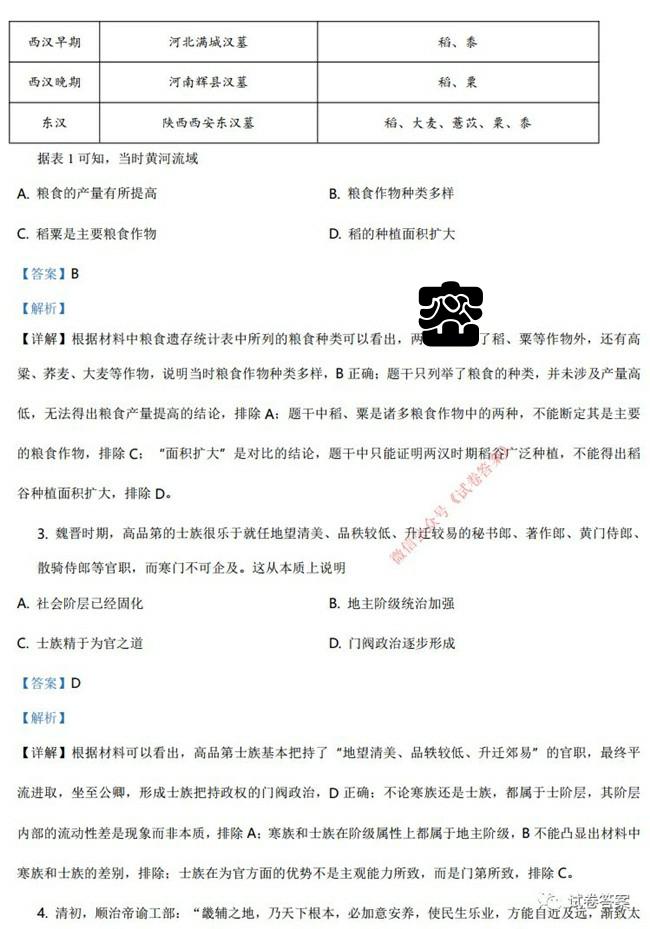 西汉早期 河北满城汉墓 稻、黍
西汉晚期 河南辉县汉墓 稻、粟
东汉 陕西西安东汉墓 稻、大麦、薏苡、粟、黍
据表 1 可知，当时黄河流域
A. 粮食的产量有所提高 B. 粮食作物种类多样
C. 稻粟是主要粮食作物 D. 稻的种植面积扩大
【答案】B
【解析】
【详解】根据材料中粮食遗存统计表中所列的粮食种类可以看出，两 了稻、粟等作物外，还有高
粱、荞麦、大麦等作物，说明当时粮食作物种类多样，B 正确；题干只列举了粮食的种类，并未涉及产量高
低，无法得出粮食产量提高的结论，排除 A；题干中稻、粟是诸多粮食作物中的两种，不能断定其是主要
的粮食作物，排除 C；“面积扩大”是对比的结论，题干中只能证明两汉时期稻谷广泛种植，不能得出稻
谷种植面积扩大，排除 D。
微信公众号《试卷答案》
3. 魏晋时期，高品第的士族很乐于就任地望清美、品秩较低、升迁较易的秘书郎、著作郎、黄门侍郎、
散骑侍郎等官职，而寒门不可企及。这从本质上说明
A. 社会阶层已经固化 B. 地主阶级统治加强
C. 士族精于为官之道 D. 门阀政治逐步形成
【答案】D
【解析】
【详解】根据材料可以看出，高品第士族基本把持了“地望清美、品轶较低、升迁郊易”的官职，最终平
流进取，坐至公卿，形成士族把持政权的门阀政治，D 正确；不论寒族还是士族，都属于士阶层，其阶层
内部的流动性差是现象而非本质，排除 A；寒族和士族在阶级属性上都属于地主阶级，B 不能凸显出材料中
寒族和士族的差别，排除；士族在为官方面的优势不是主观能力所致，而是门第所致，排除 C。
试卷答案
4. 清初，顺治帝谕工部：“畿辅之地，乃天下根本，必加意安养，使民生乐业，方能自近及远，渐致太